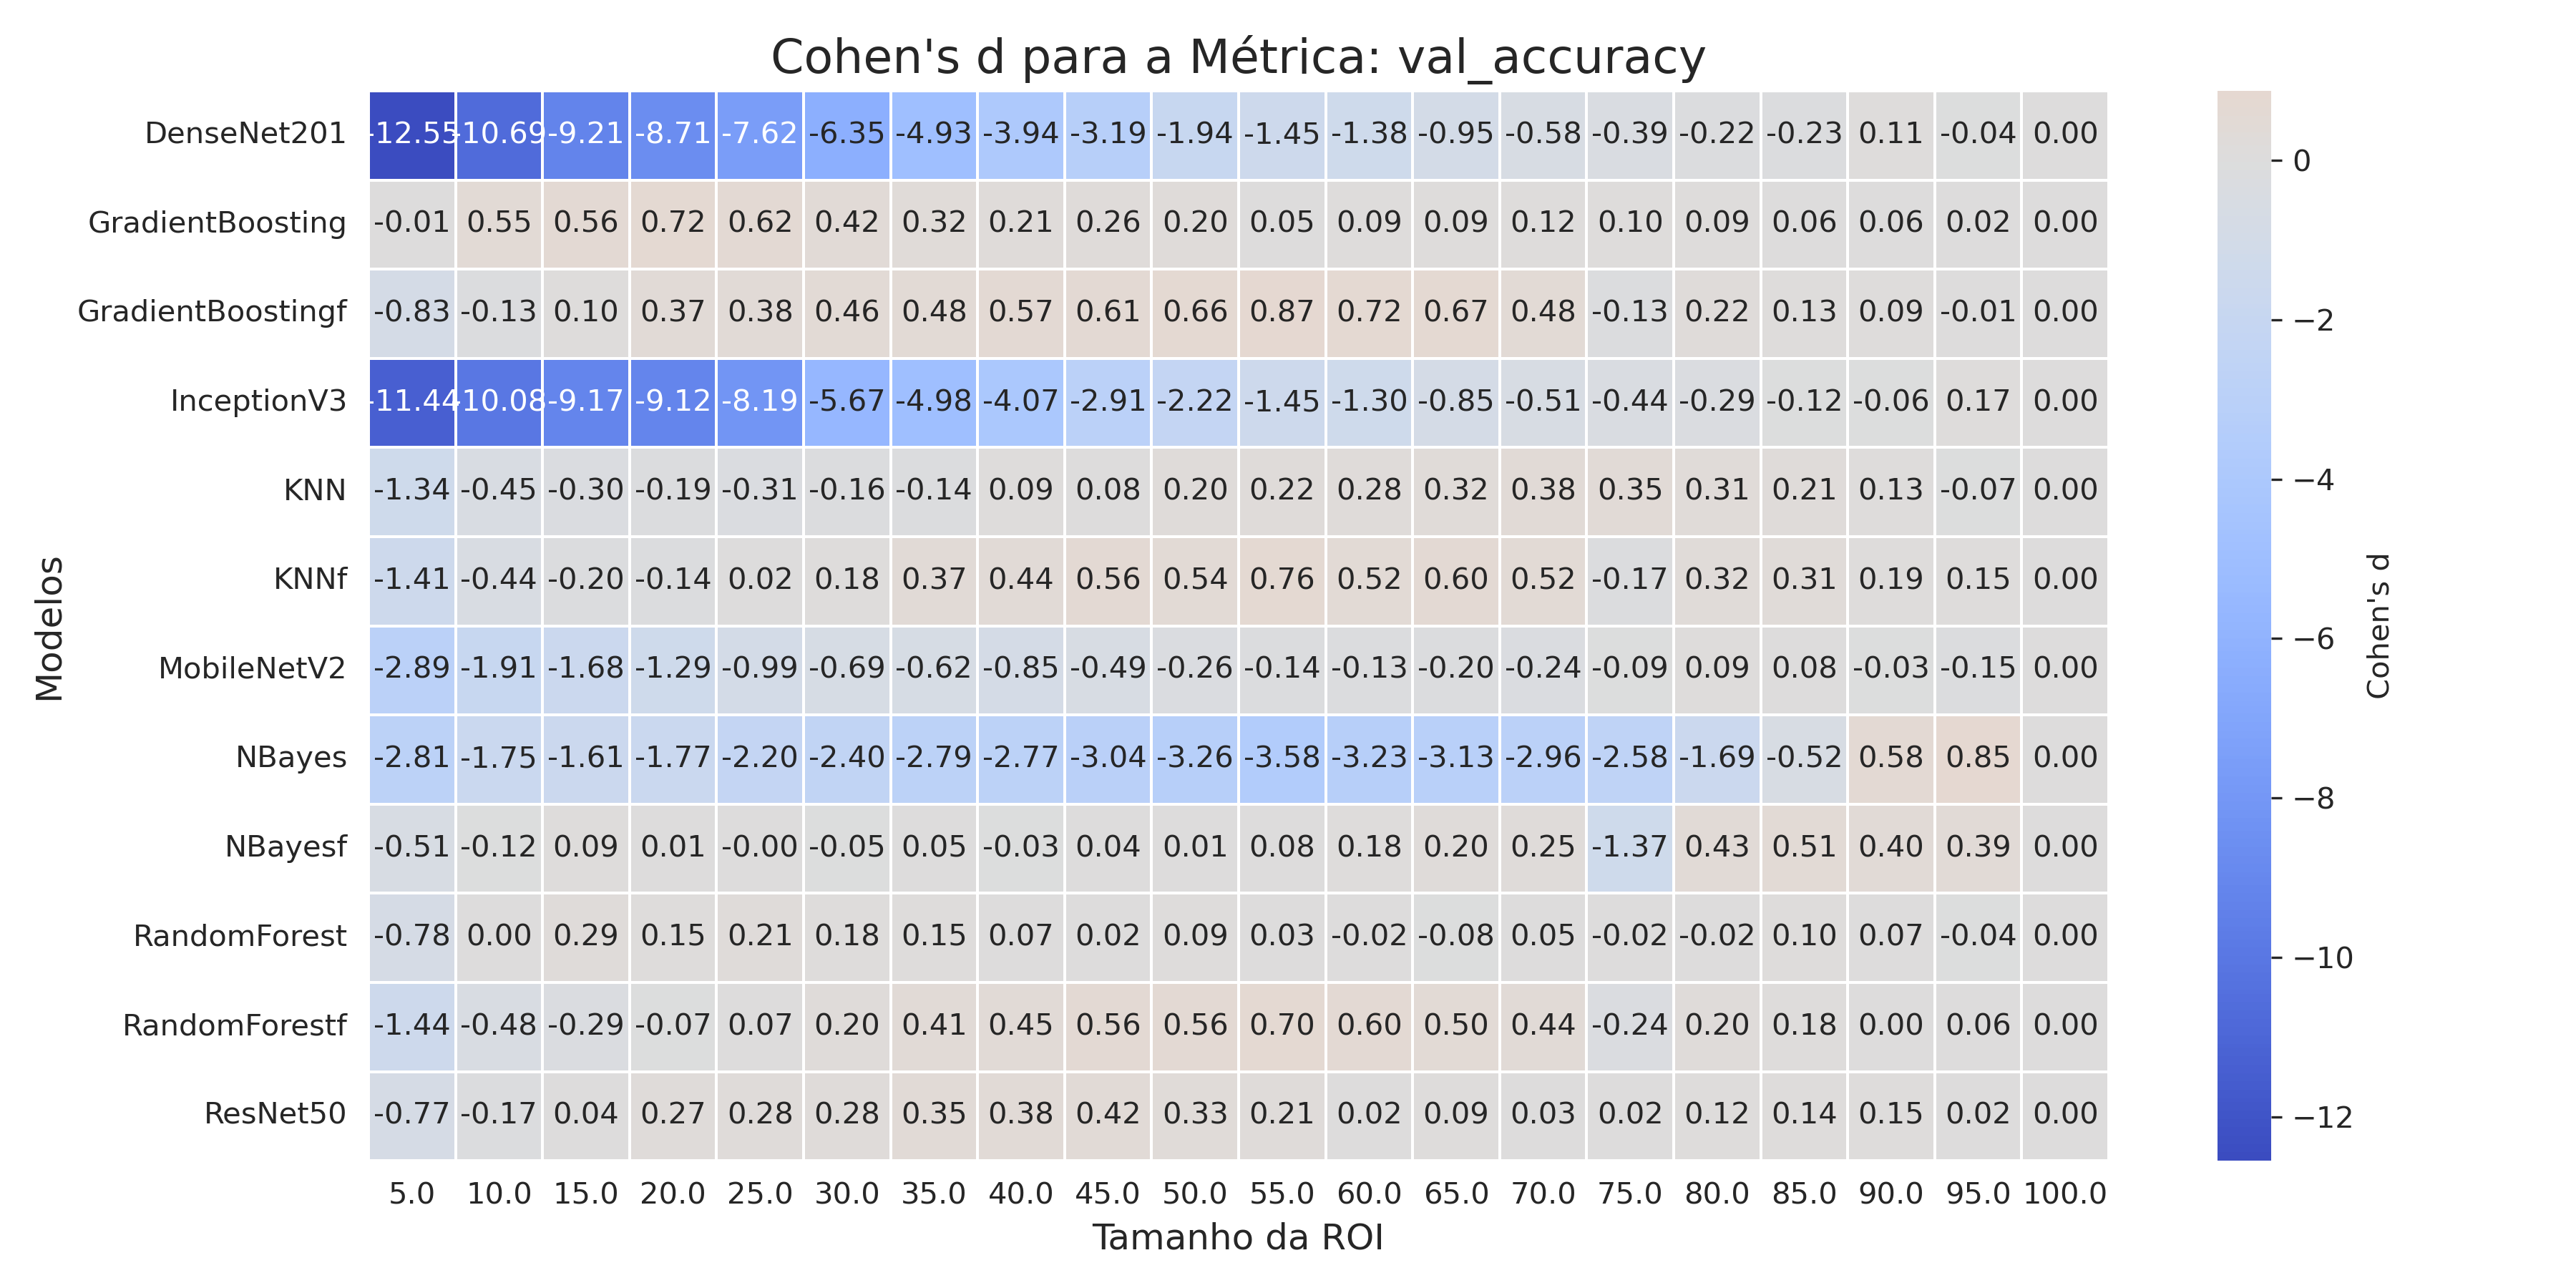 Cohen's d para a Métrica: val_accuracy
DenseNet201 -12.55 -10.69 -9.21 -8.71 -7.62 -6.35 -4.93 -3.94 -3.19 -1.94 -1.45 -1.38 -0.95 -0.58 -0.39 -0.22 -0.23 0.11 -0.04 0.00
GradientBoosting -0.01 0.55 0.56 0.72 0.62 0.42 0.32 0.21 0.26 0.20 0.05 0.09 0.09 0.12 0.10 0.09 0.06 0.06 0.02 0.00
GradientBoostingf -0.83 -0.13 0.10 0.37 0.38 0.46 0.48 0.57 0.61 0.66 0.87 0.72 0.67 0.48 -0.13 0.22 0.13 0.09 -0.01 0.00
InceptionV3 -11.44 -10.08 -9.17 -9.12 -8.19 -5.67 -4.98 -4.07 -2.91 -2.22 -1.45 -1.30 -0.85 -0.51 -0.44 -0.29 -0.12 -0.06 0.17 0.00
KNN -1.34 -0.45 -0.30 -0.19 -0.31 -0.16 -0.14 0.09 0.08 0.20 0.22 0.28 0.32 0.38 0.35 0.31 0.21 0.13 -0.07 0.00
KNNf -1.41 -0.44 -0.20 -0.14 0.02 0.18 0.37 0.44 0.56 0.54 0.76 0.52 0.60 0.52 -0.17 0.32 0.31 0.19 0.15 0.00
MobileNetV2 -2.89 -1.91 -1.68 -1.29 -0.99 -0.69 -0.62 -0.85 -0.49 -0.26 -0.14 -0.13 -0.20 -0.24 -0.09 0.09 0.08 -0.03 -0.15 0.00
NBayes -2.81 -1.75 -1.61 -1.77 -2.20 -2.40 -2.79 -2.77 -3.04 -3.26 -3.58 -3.23 -3.13 -2.96 -2.58 -1.69 -0.52 0.58 0.85 0.00
NBayesf -0.51 -0.12 0.09 0.01 -0.00 -0.05 0.05 -0.03 0.04 0.01 0.08 0.18 0.20 0.25 -1.37 0.43 0.51 0.40 0.39 0.00
RandomForest -0.78 0.00 0.29 0.15 0.21 0.18 0.15 0.07 0.02 0.09 0.03 -0.02 -0.08 0.05 -0.02 -0.02 0.10 0.07 -0.04 0.00
RandomForestf -1.44 -0.48 -0.29 -0.07 0.07 0.20 0.41 0.45 0.56 0.56 0.70 0.60 0.50 0.44 -0.24 0.20 0.18 0.00 0.06 0.00
ResNet50 -0.77 -0.17 0.04 0.27 0.28 0.28 0.35 0.38 0.42 0.33 0.21 0.02 0.09 0.03 0.02 0.12 0.14 0.15 0.02 0.00
5.0 10.0 15.0 20.0 25.0 30.0 35.0 40.0 45.0 50.0 55.0 60.0 65.0 70.0 75.0 80.0 85.0 90.0 95.0 100.0
Tamanho da ROI
Modelos
0
−2
−4
−6
−8
−10
−12
Cohen's d